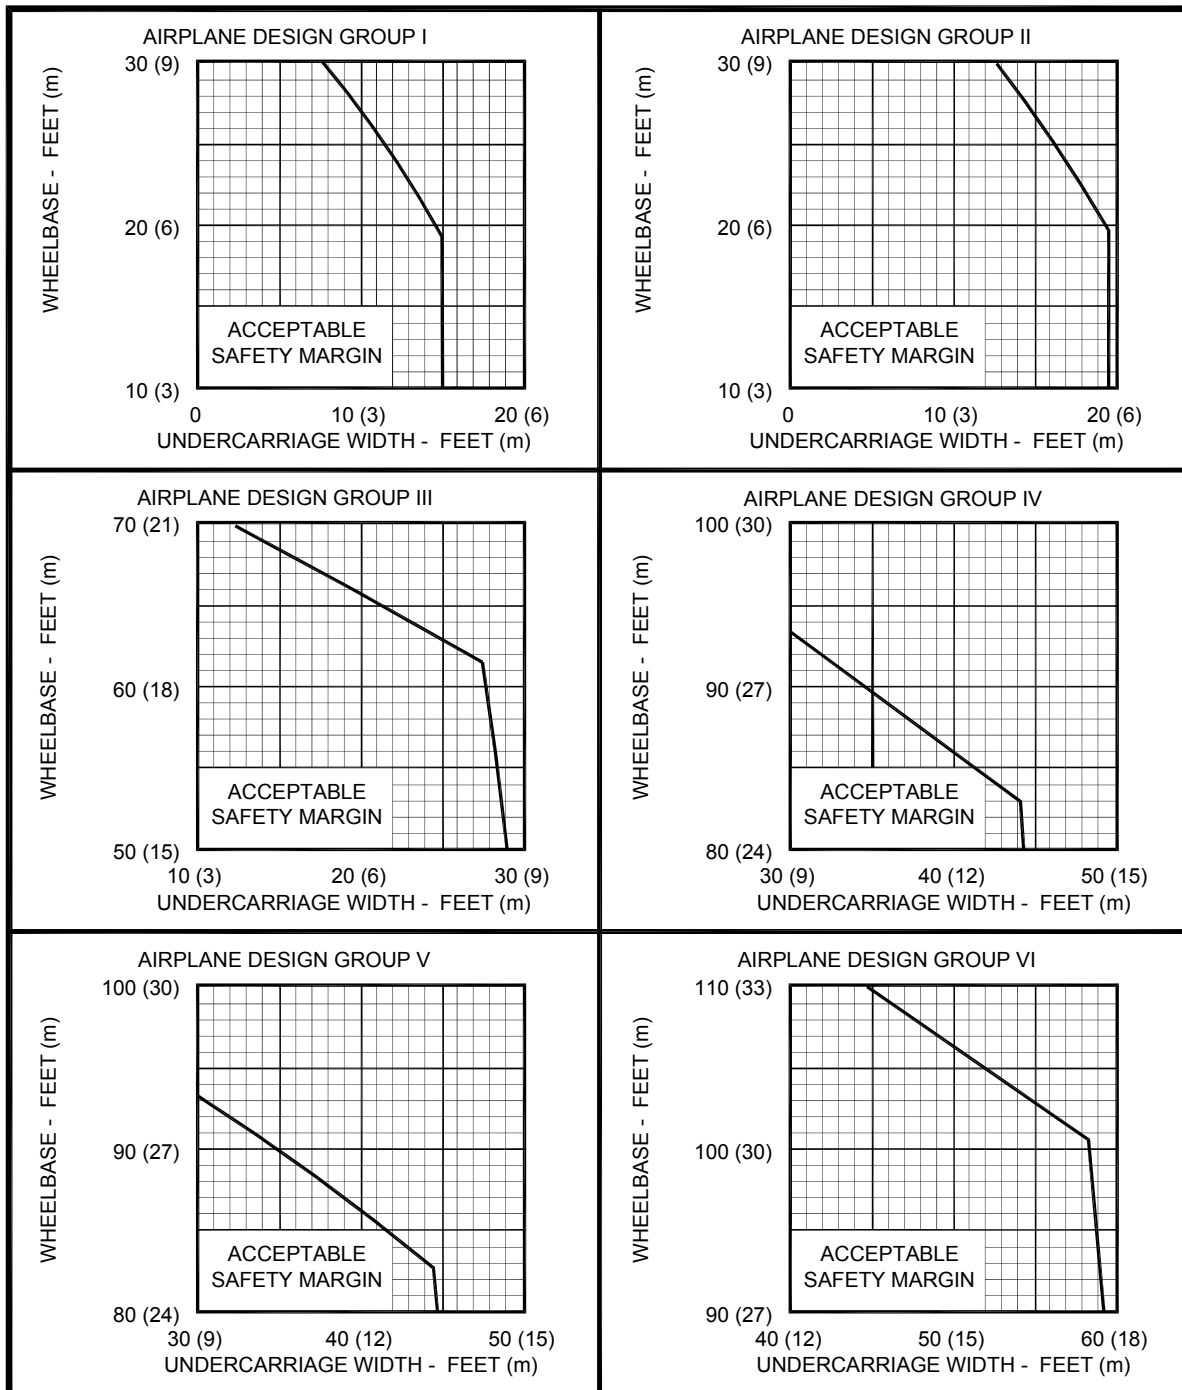 AIRPLANE DESIGN GROUP I
WHEELBASE - FEET (m)
30 (9)
20 (6)
10 (3)
ACCEPTABLE
SAFETY MARGIN
0 10 (3) 20 (6)
UNDERCARRIAGE WIDTH - FEET (m)
AIRPLANE DESIGN GROUP II
WHEELBASE - FEET (m)
30 (9)
20 (6)
10 (3)
ACCEPTABLE
SAFETY MARGIN
0 10 (3) 20 (6)
UNDERCARRIAGE WIDTH - FEET (m)
AIRPLANE DESIGN GROUP III
WHEELBASE - FEET (m)
70 (21)
60 (18)
50 (15)
ACCEPTABLE
SAFETY MARGIN
10 (3) 20 (6) 30 (9)
UNDERCARRIAGE WIDTH - FEET (m)
AIRPLANE DESIGN GROUP IV
WHEELBASE - FEET (m)
100 (30)
90 (27)
80 (24)
ACCEPTABLE
SAFETY MARGIN
30 (9) 40 (12) 50 (15)
UNDERCARRIAGE WIDTH - FEET (m)
AIRPLANE DESIGN GROUP V
WHEELBASE - FEET (m)
100 (30)
90 (27)
80 (24)
ACCEPTABLE
SAFETY MARGIN
30 (9) 40 (12) 50 (15)
UNDERCARRIAGE WIDTH - FEET (m)
AIRPLANE DESIGN GROUP VI
WHEELBASE - FEET (m)
110 (33)
100 (30)
90 (27)
ACCEPTABLE
SAFETY MARGIN
40 (12) 50 (15) 60 (18)
UNDERCARRIAGE WIDTH - FEET (m)